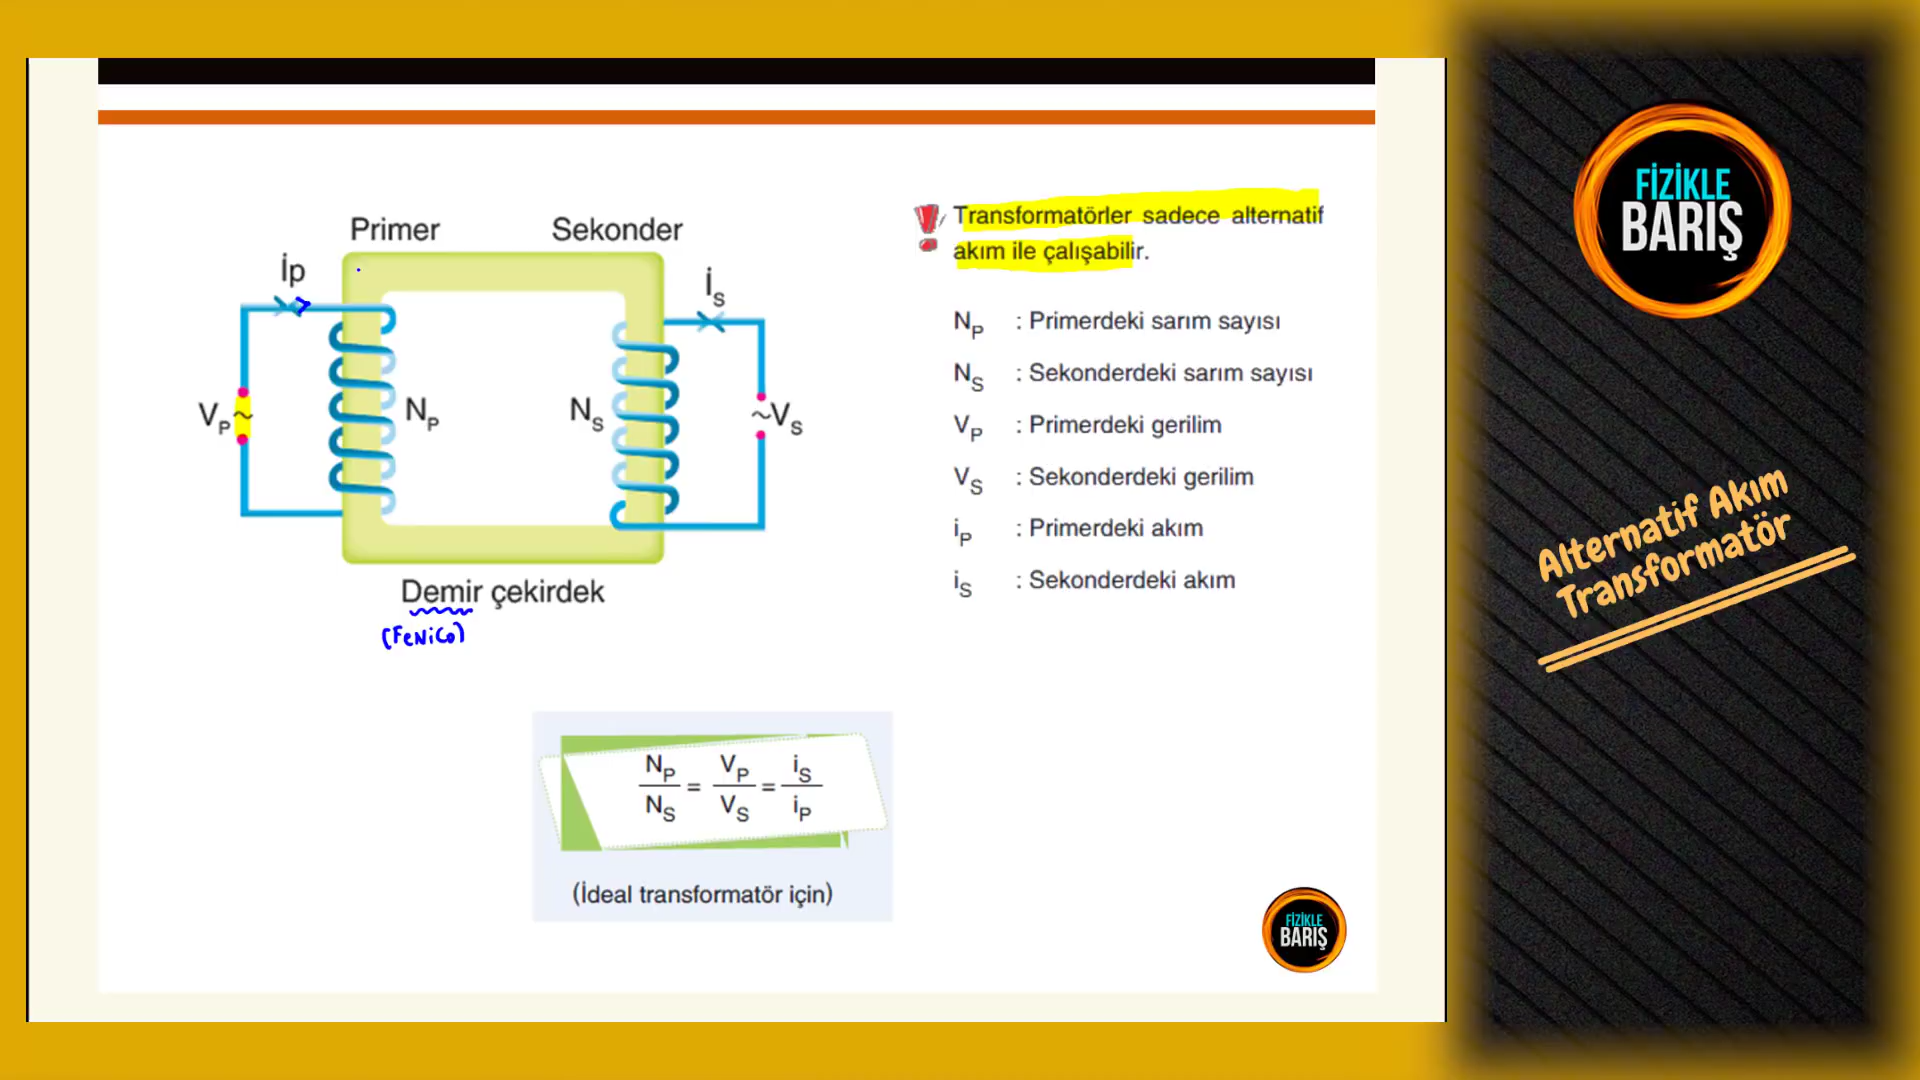 Primer
Sekonder
İp
İS
VP ~
NP
NS
~VS
Demir çekirdek
(FeNiCo)
Transformatörler sadece alternatif
akım ile çalışabilir.
NP : Primerdeki sarım sayısı
NS : Sekonderdeki sarım sayısı
VP : Primerdeki gerilim
VS : Sekonderdeki gerilim
iP : Primerdeki akım
iS : Sekonderdeki akım
NP/NS = VP/VS = iS/iP
(İdeal transformatör için)
FİZİKLE
BARIŞ
FİZİKLE
BARIŞ
Alternatif Akım
Transformatör